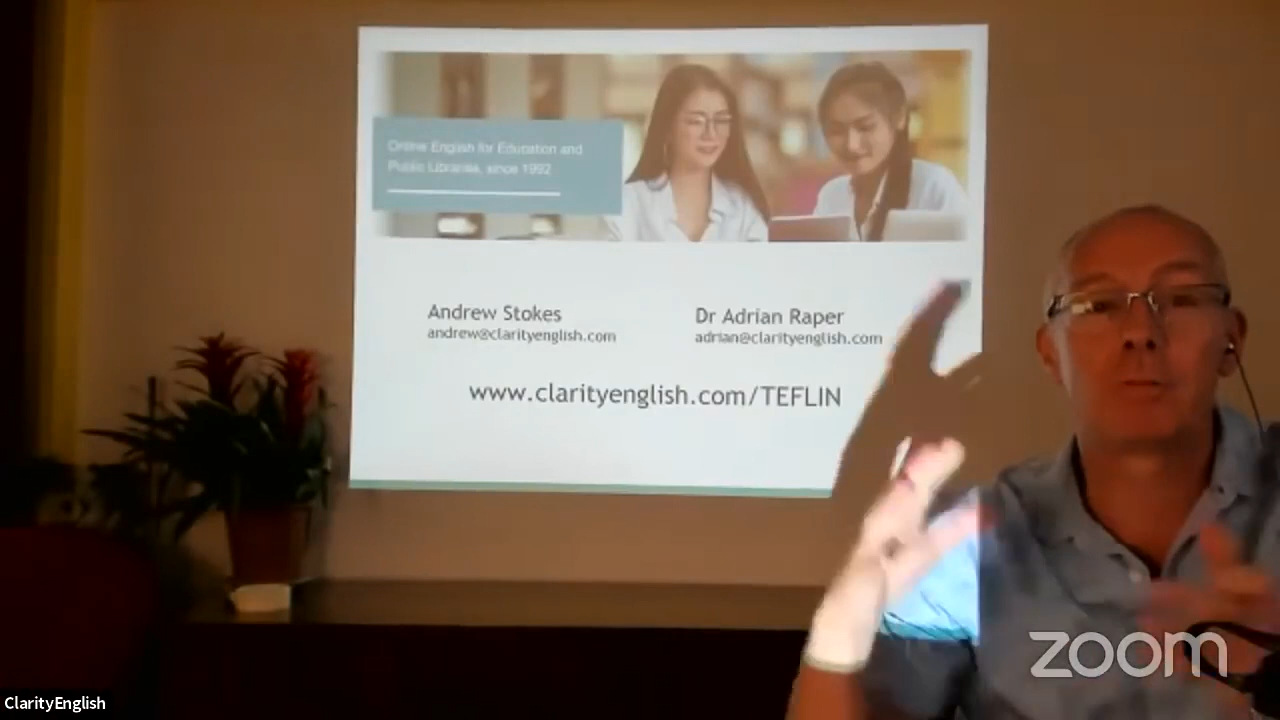 Online English for Education and
Public Libraries, since 1992
Andrew Stokes
andrew@clarityenglish.com
Dr Adrian Raper
adrian@clarityenglish.com
www.clarityenglish.com/TEFLIN
zoom
ClarityEnglish